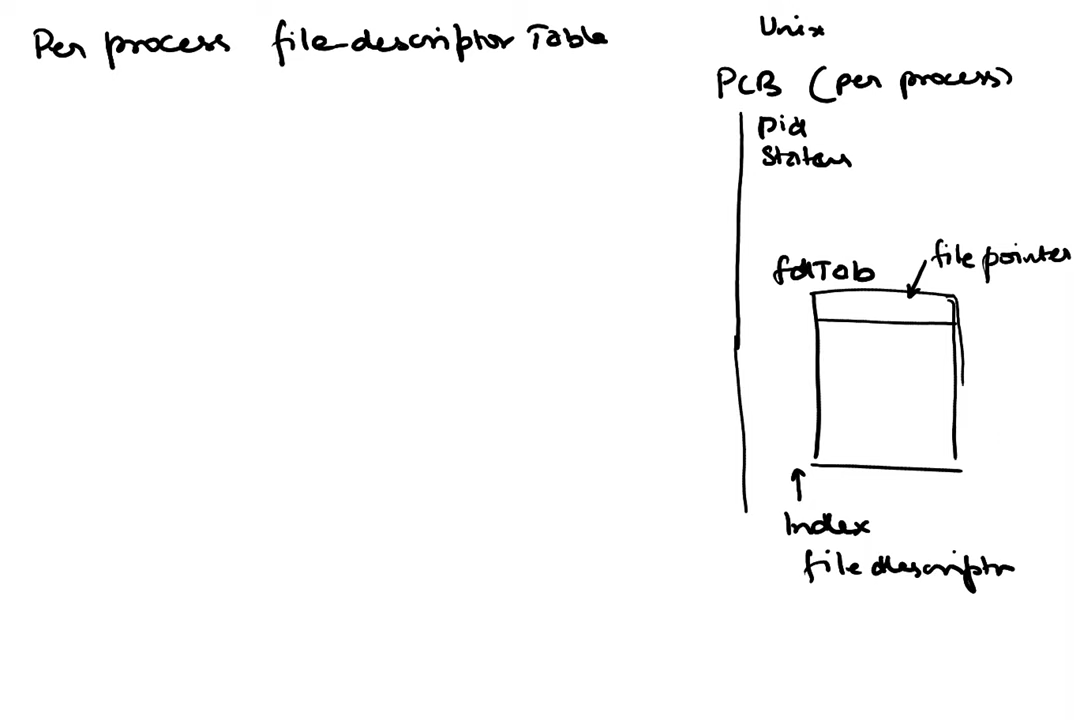 Per process file-descriptor Table
Unix
PCB (per process)
pid
Status
fdTab
file pointer
Index
file descriptor